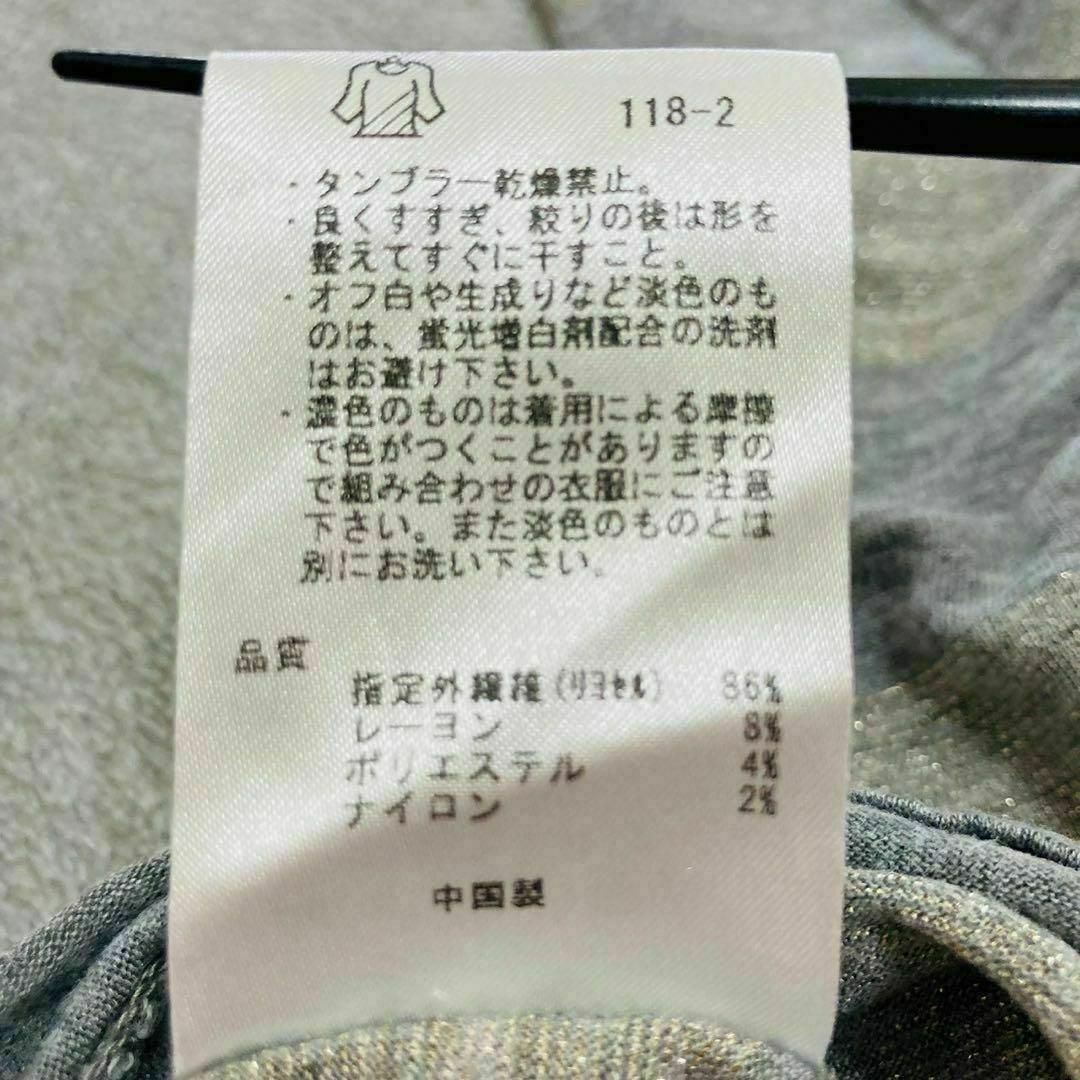 118-2
・タンブラー乾燥禁止。
・良くすすぎ、絞りの後は形を
整えてすぐに干すこと。
・オフ白や生成りなど淡色のも
のは、蛍光増白剤配合の洗剤
はお避け下さい。
・濃色のものは着用による摩擦
で色がつくことがありますの
で組み合わせの衣服にご注意
下さい。また淡色のものとは
別にお洗い下さい。
品質
指定外繊維(リヨセル) 86%
レーヨン 8%
ポリエステル 4%
ナイロン 2%
中国製